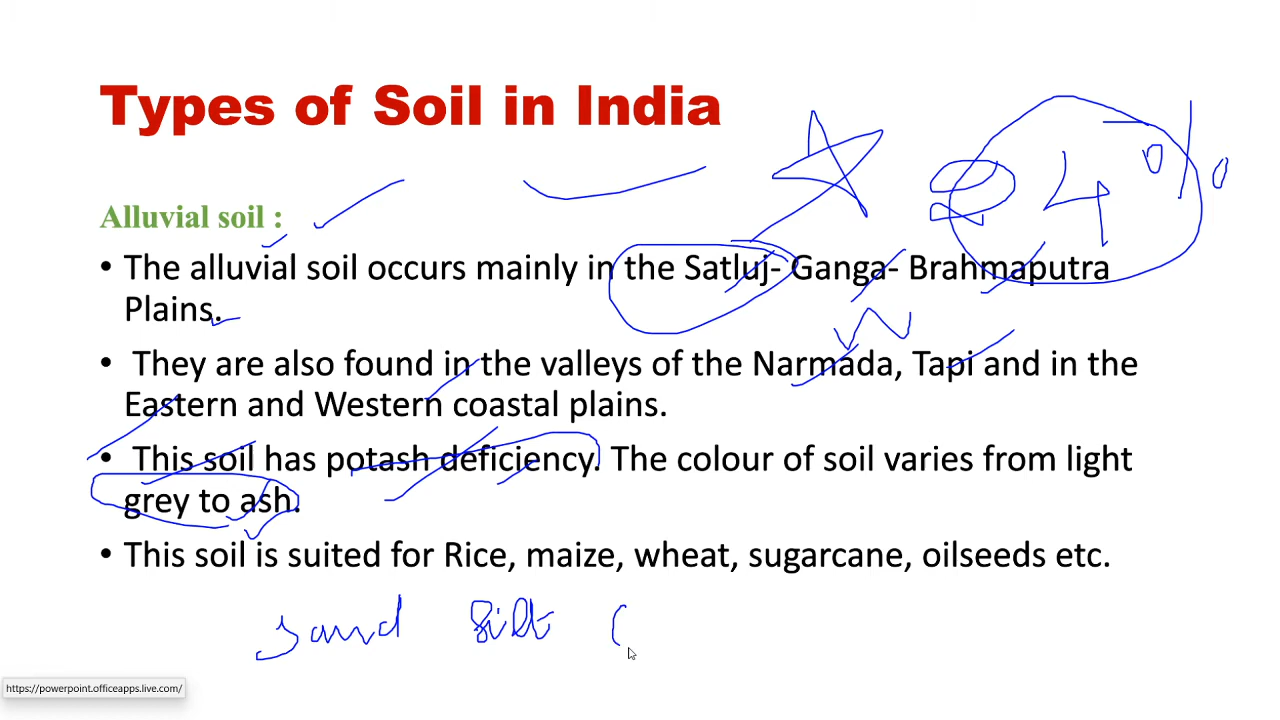 Types of Soil in India
24%
Alluvial soil :
• The alluvial soil occurs mainly in the Satluj- Ganga- Brahmaputra
Plains.
• They are also found in the valleys of the Narmada, Tapi and in the
Eastern and Western coastal plains.
• This soil has potash deficiency. The colour of soil varies from light
grey to ash.
• This soil is suited for Rice, maize, wheat, sugarcane, oilseeds etc.
sand silt (
https://powerpoint.officeapps.live.com/